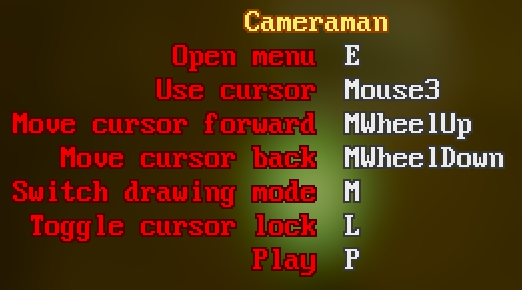 Cameraman
Open menu E
Use cursor Mouse3
Move cursor forward MWheelUp
Move cursor back MWheelDown
Switch drawing mode M
Toggle cursor lock L
Play P